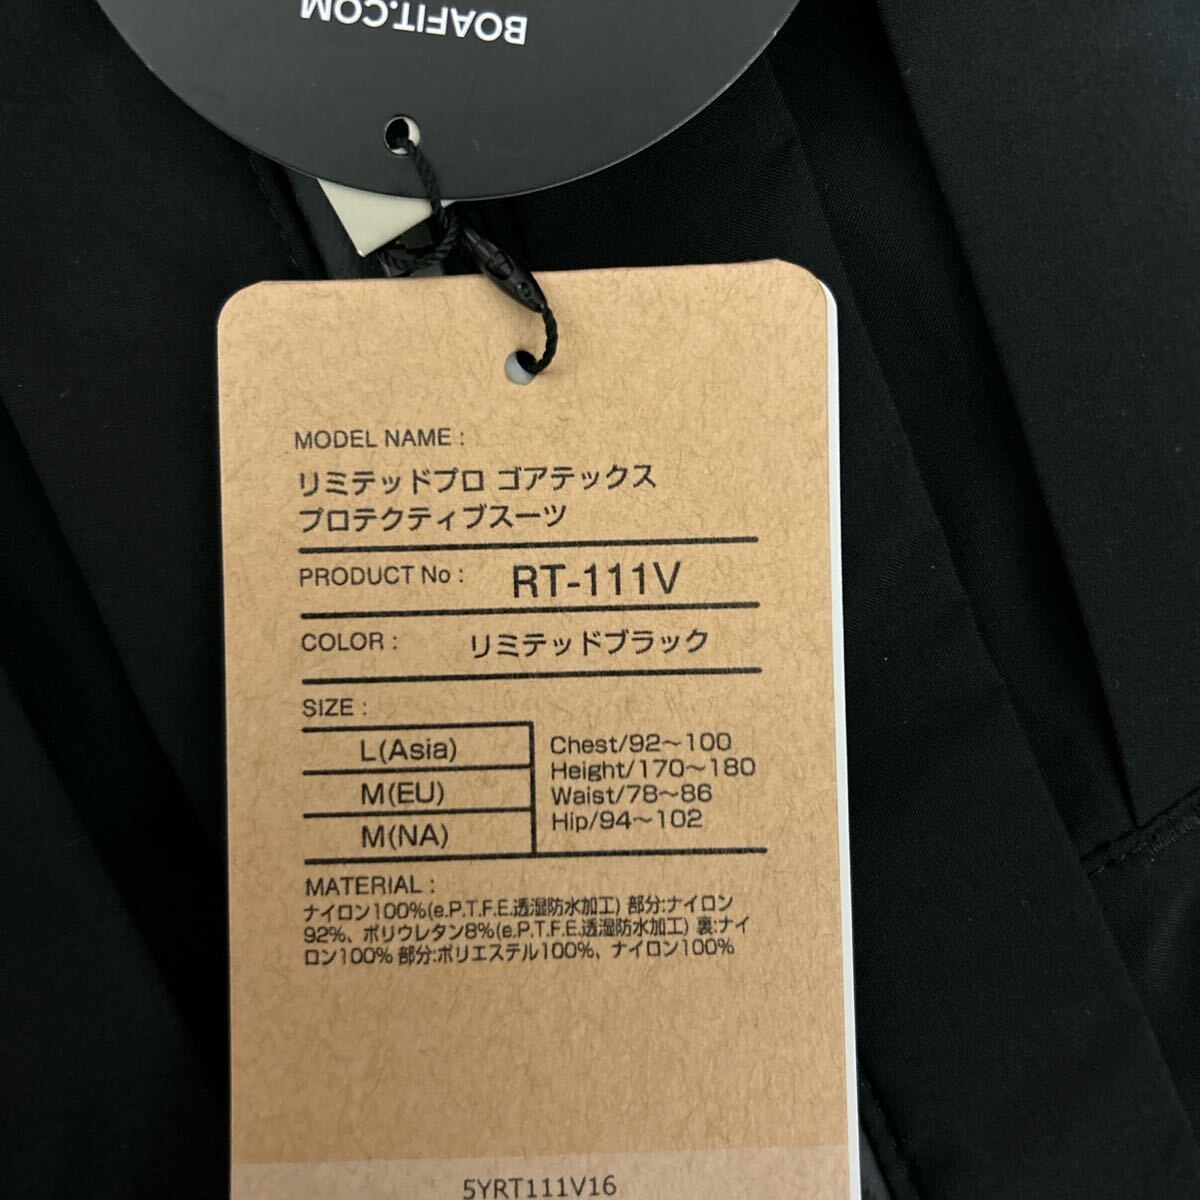 BOAFIT.COM
MODEL NAME :
リミテッドプロ ゴアテックス
プロテクティブスーツ
PRODUCT No : RT-111V
COLOR : リミテッドブラック
SIZE :
L(Asia)
M(EU)
M(NA)
Chest/92～100
Height/170～180
Waist/78～86
Hip/94～102
MATERIAL :
ナイロン100%(e.P.T.F.E.透湿防水加工) 部分:ナイロン
92%、ポリウレタン8%(e.P.T.F.E.透湿防水加工) 裏:ナイ
ロン100% 部分:ポリエステル100%、ナイロン100%
5YRT111V16